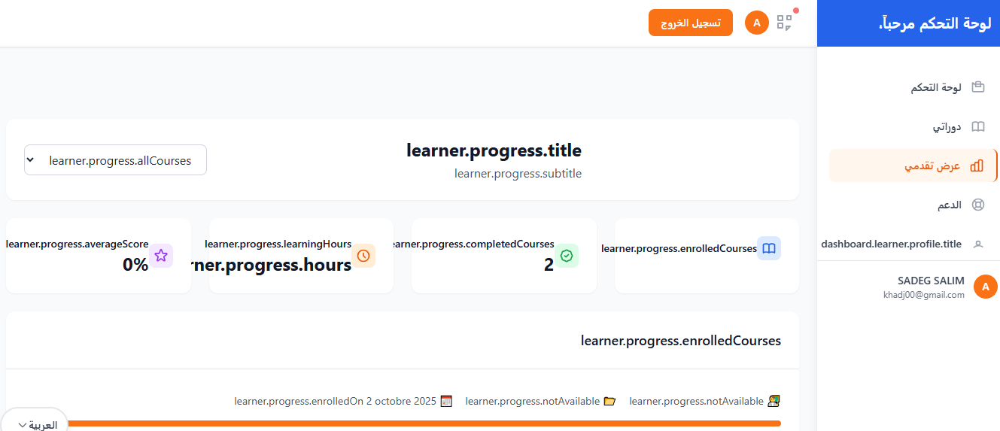 لوحة التحكم مرحباً،
A
تسجيل الخروج
لوحة التحكم
دوراتي
عرض تقدمي
الدعم
dashboard.learner.profile.title
A
SADEG SALIM
khadj00@gmail.com
learner.progress.title
learner.progress.subtitle
learner.progress.allCourses
learner.progress.enrolledCourses
earner.progress.completedCourses
2
learner.progress.learningHours
rner.progress.hours
learner.progress.averageScore
0%
learner.progress.enrolledCourses
learner.progress.notAvailable
learner.progress.notAvailable
learner.progress.enrolledOn 2 octobre 2025
العربية